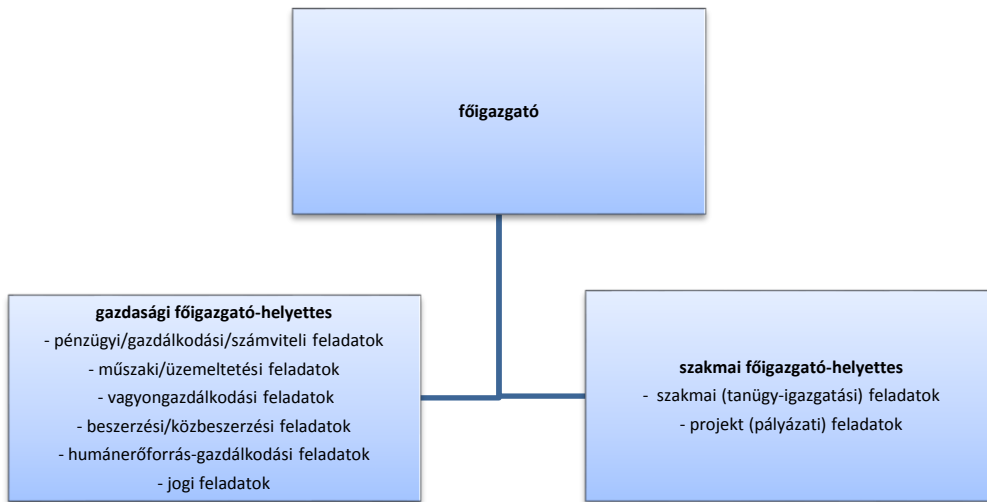 főigazgató
gazdasági főigazgató-helyettes
- pénzügyi/gazdálkodási/számviteli feladatok
- műszaki/üzemeltetési feladatok
- vagyongazdálkodási feladatok
- beszerzési/közbeszerzési feladatok
- humánerőforrás-gazdálkodási feladatok
- jogi feladatok
szakmai főigazgató-helyettes
- szakmai (tanügy-igazgatási) feladatok
- projekt (pályázati) feladatok